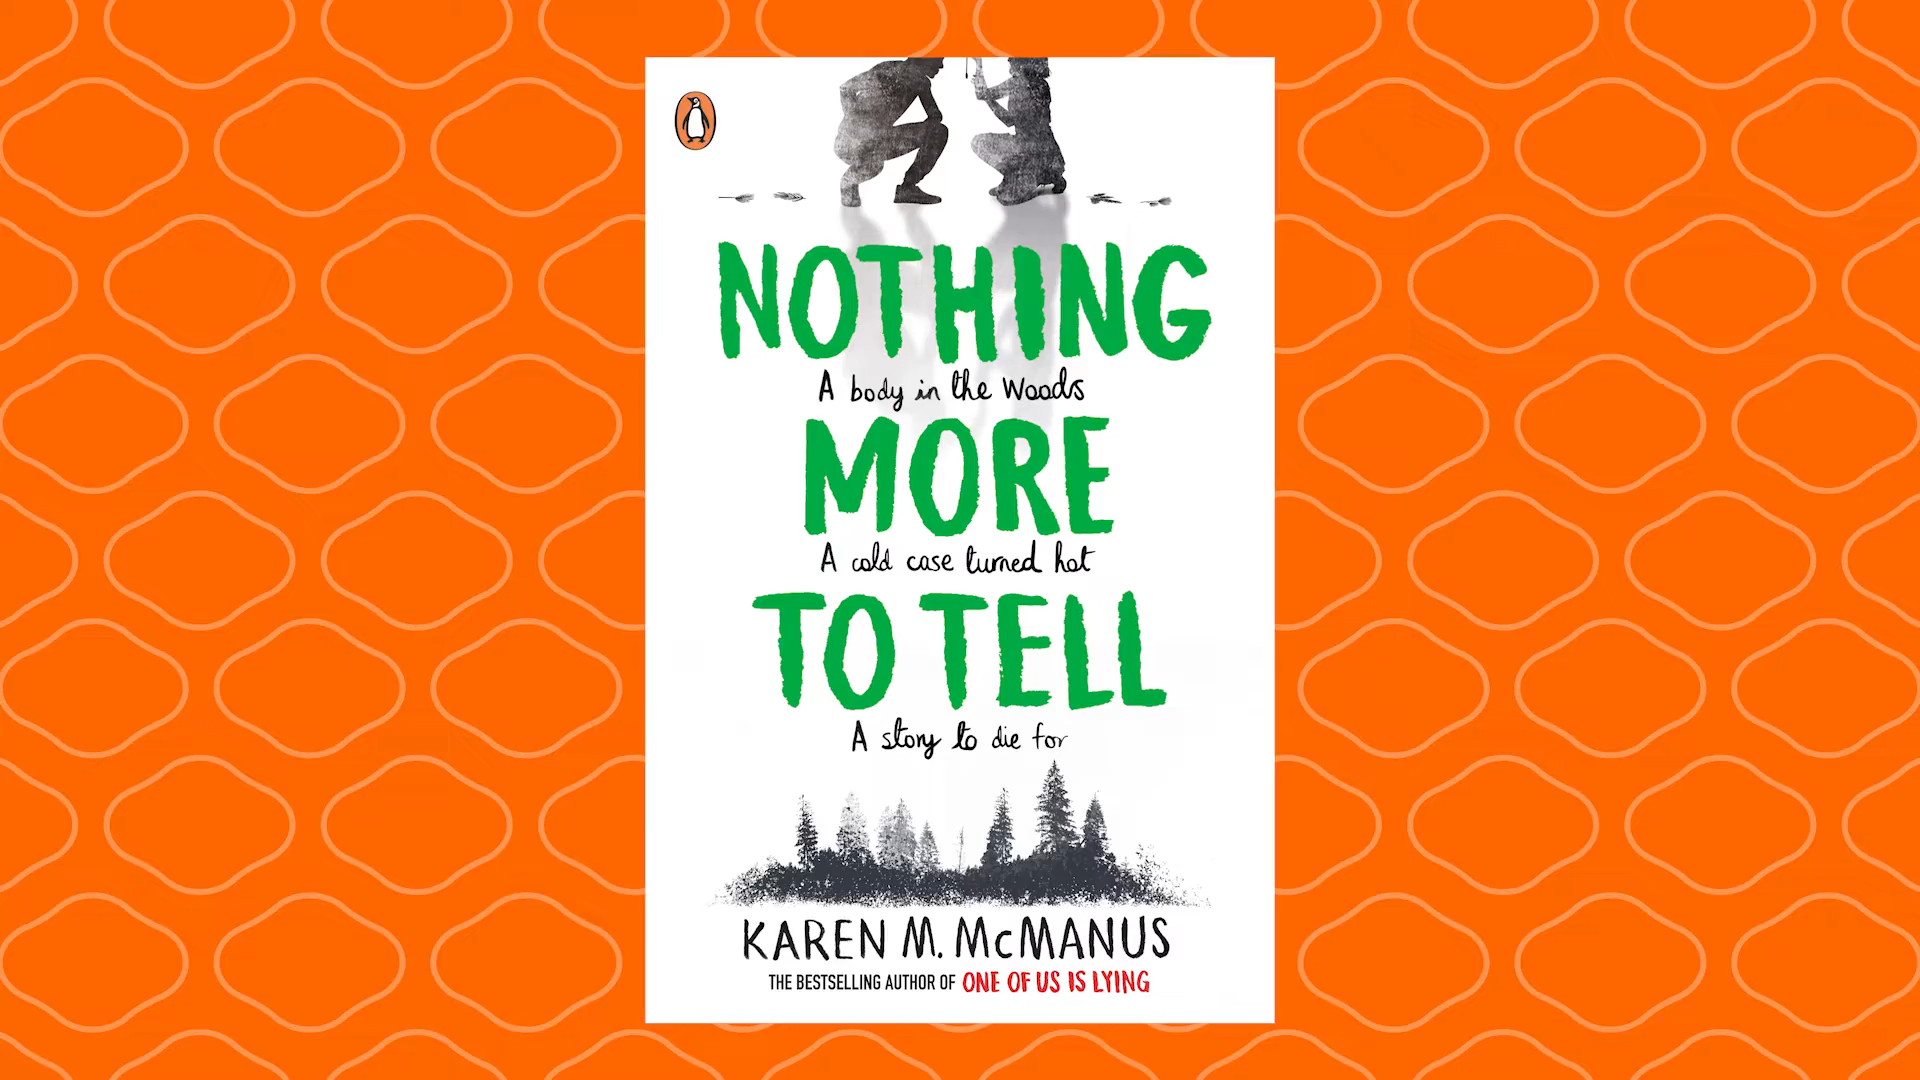 NOTHING
A body in the woods
MORE
A cold case turned hot
TO TELL
A story to die for
KAREN M. McMANUS
THE BESTSELLING AUTHOR OF ONE OF US IS LYING